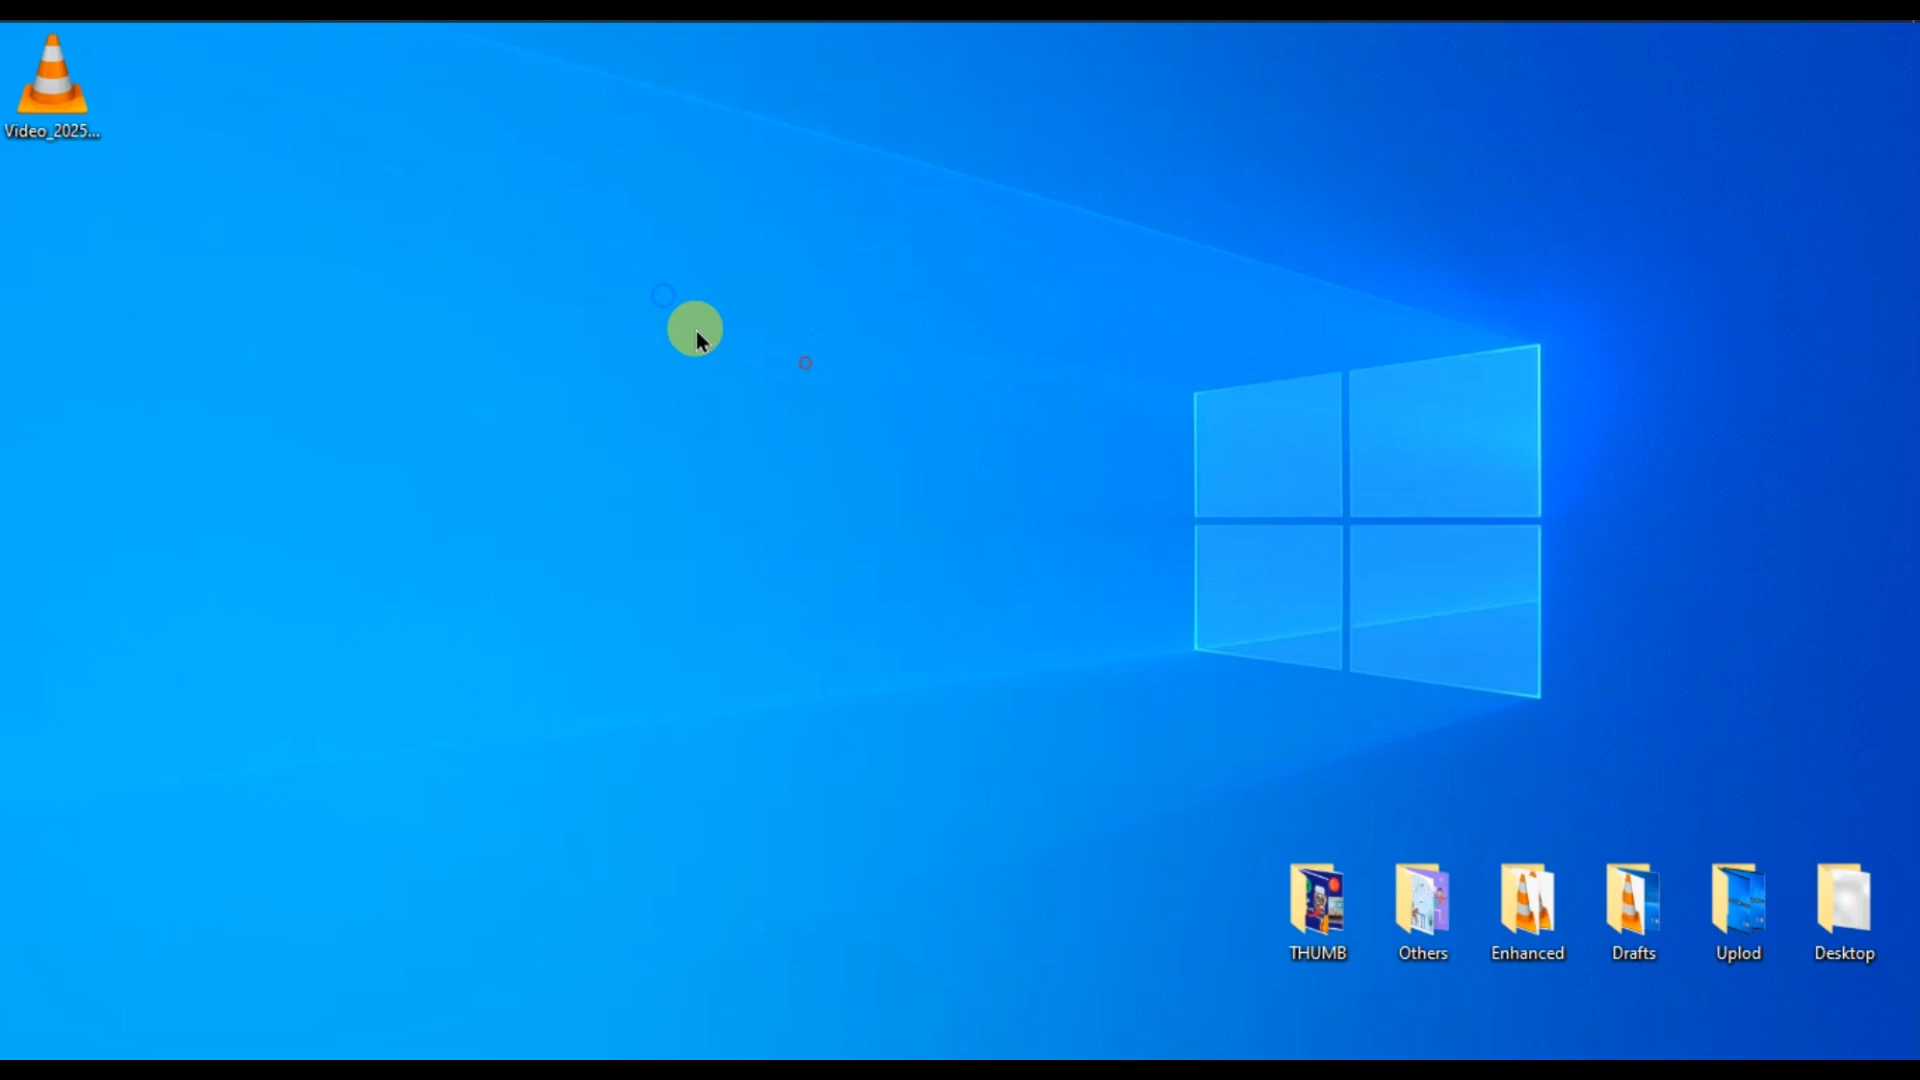 Video_2025...
THUMB
Others
Enhanced
Drafts
Uplod
Desktop